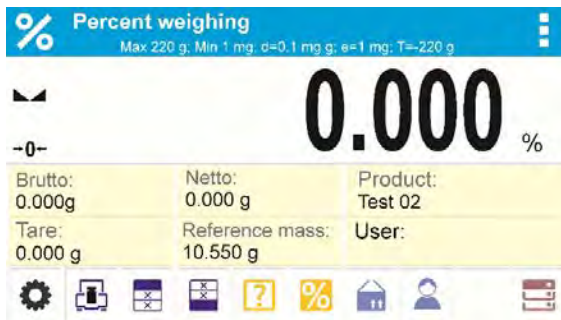 % Percent weighing
Max 220 g; Min 1 mg; d=0.1 mg g; e=1 mg; T=-220 g
0.000 %
→0←
Brutto: Netto: Product:
0.000g 0.000 g Test 02
Tare: Reference mass: User:
0.000 g 10.550 g
? %